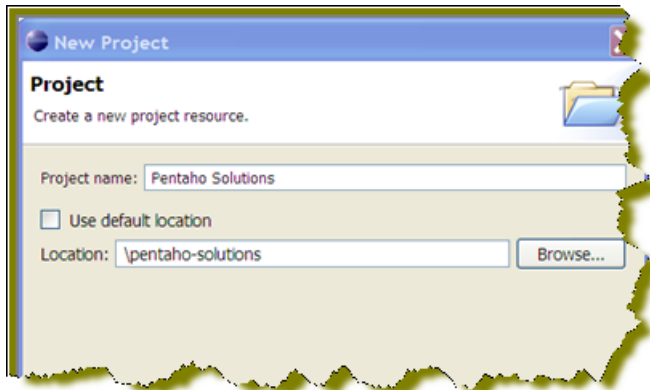 New Project
Project
Create a new project resource.
Project name: Pentaho Solutions
Use default location
Location: \pentaho-solutions Browse...